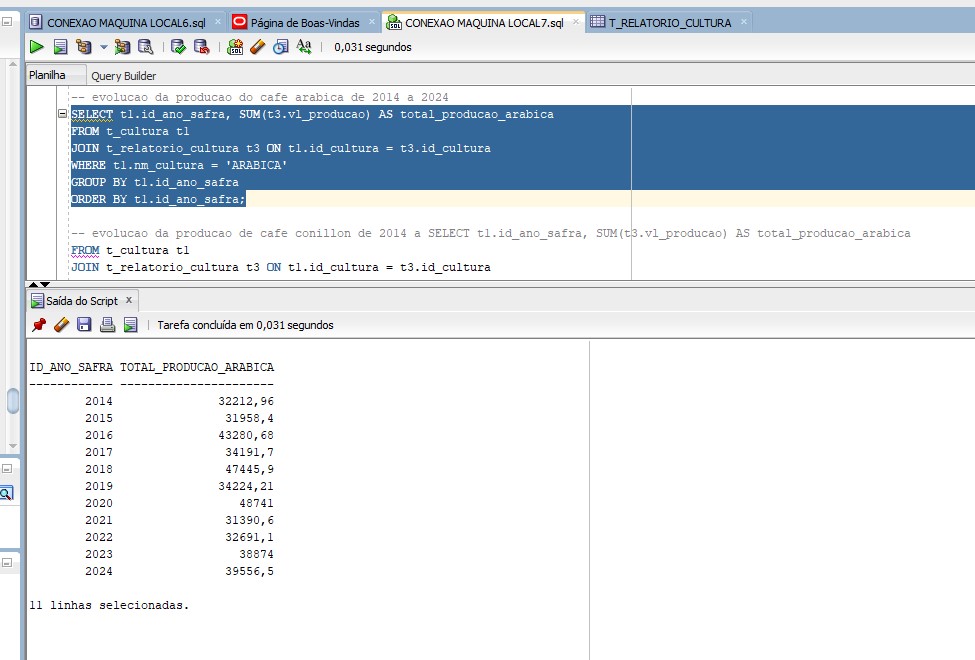 CONEXAO MAQUINA LOCAL6.sql Página de Boas-Vindas CONEXAO MAQUINA LOCAL7.sql T_RELATORIO_CULTURA
SQL Aa 0,031 segundos
Planilha Query Builder
-- evolucao da producao do cafe arabica de 2014 a 2024
SELECT t1.id_ano_safra, SUM(t3.vl_producao) AS total_producao_arabica
FROM t_cultura t1
JOIN t_relatorio_cultura t3 ON t1.id_cultura = t3.id_cultura
WHERE t1.nm_cultura = 'ARABICA'
GROUP BY t1.id_ano_safra
ORDER BY t1.id_ano_safra;
-- evolucao da producao de cafe conillon de 2014 a SELECT t1.id_ano_safra, SUM(t3.vl_producao) AS total_producao_arabica
FROM t_cultura t1
JOIN t_relatorio_cultura t3 ON t1.id_cultura = t3.id_cultura
Saída do Script x
Tarefa concluída em 0,031 segundos
ID_ANO_SAFRA TOTAL_PRODUCAO_ARABICA
------------ ----------------------
2014 32212,96
2015 31958,4
2016 43280,68
2017 34191,7
2018 47445,9
2019 34224,21
2020 48741
2021 31390,6
2022 32691,1
2023 38874
2024 39556,5
11 linhas selecionadas.